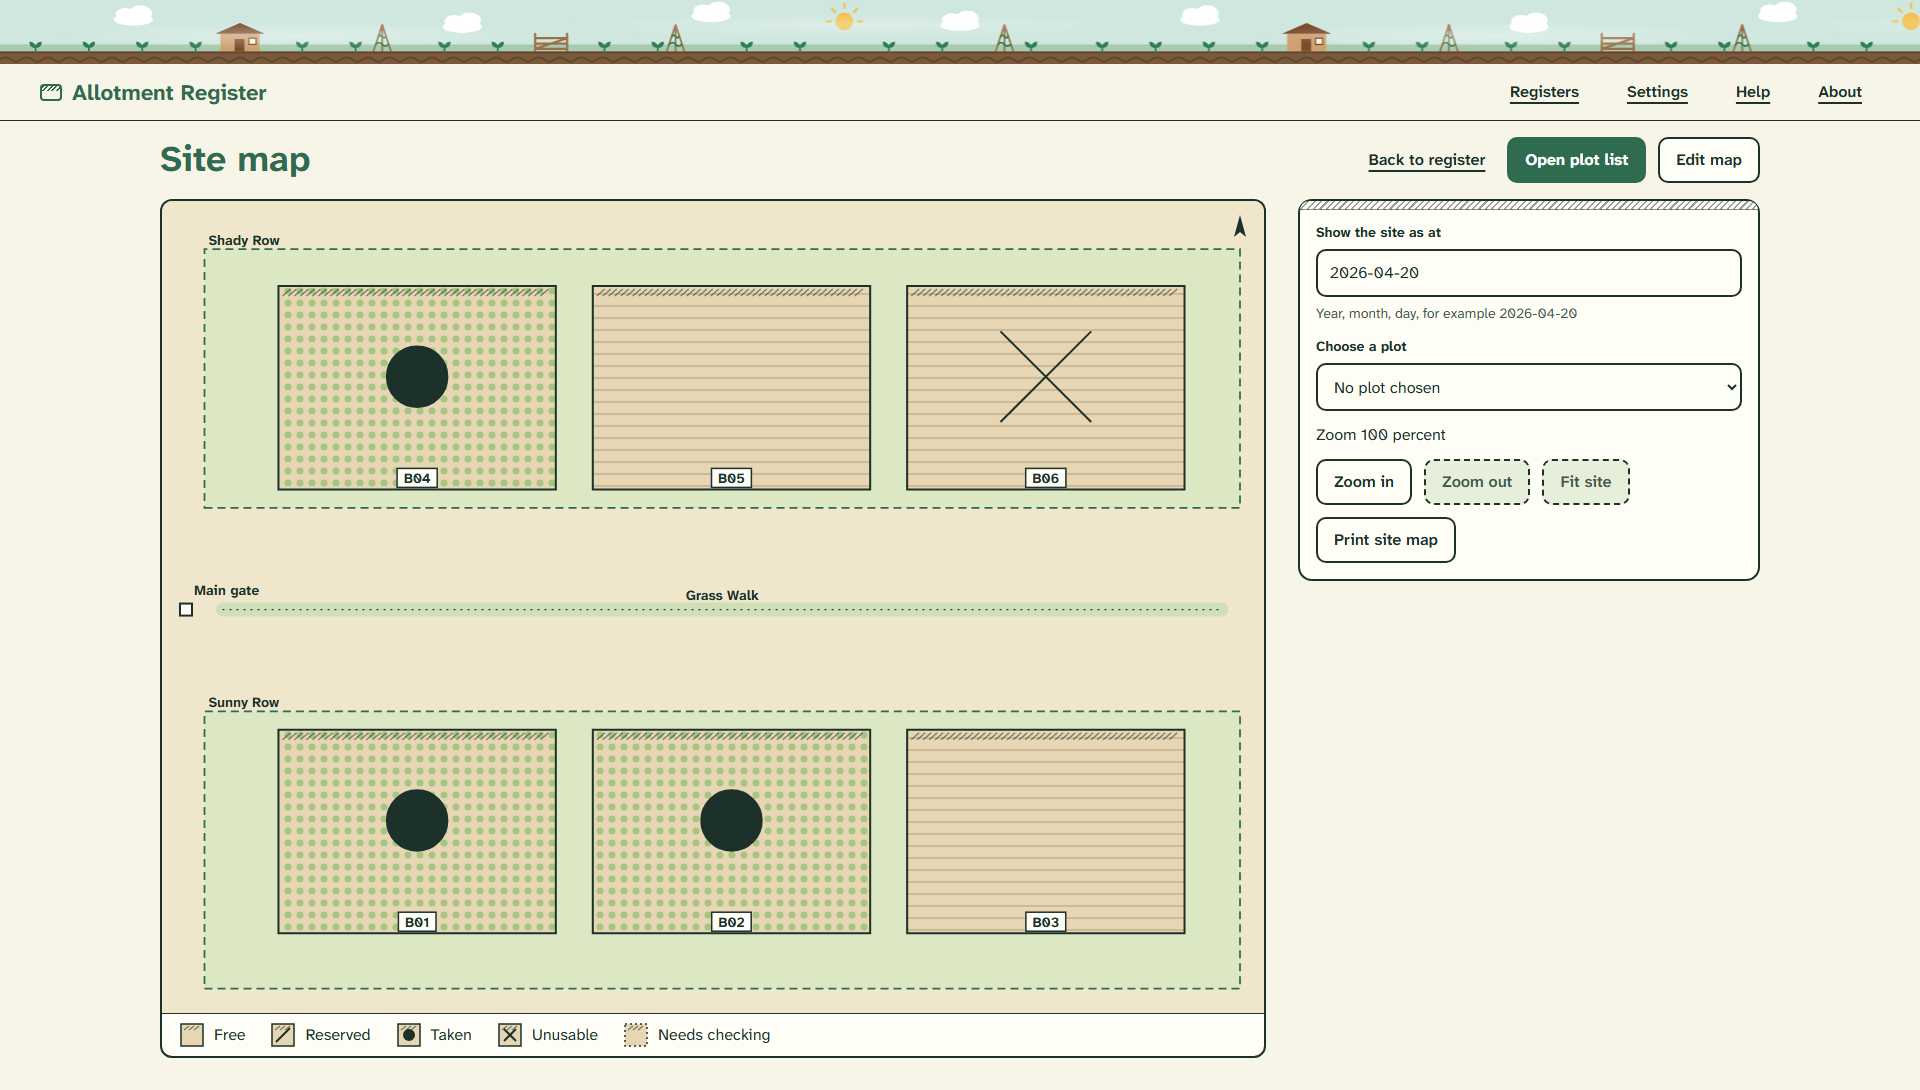 Allotment Register
Registers
Settings
Help
About
Site map
Back to register
Open plot list
Edit map
Shady Row
B04
B05
B06
Main gate
Grass Walk
Sunny Row
B01
B02
B03
Free
Reserved
Taken
Unusable
Needs checking
Show the site as at
2026-04-20
Year, month, day, for example 2026-04-20
Choose a plot
No plot chosen
Zoom 100 percent
Zoom in
Zoom out
Fit site
Print site map